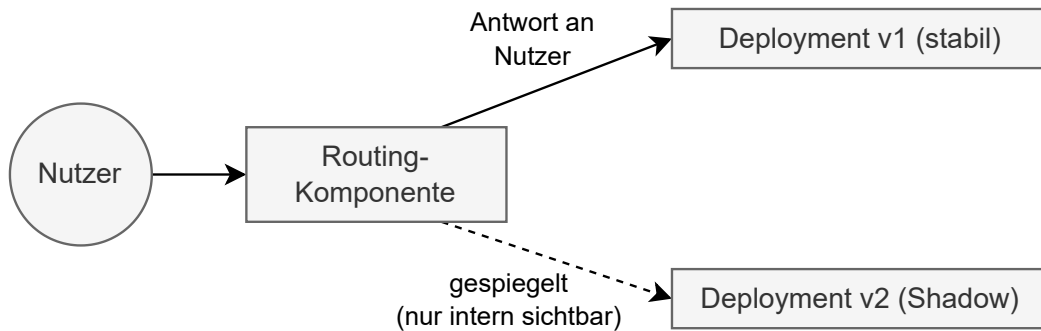 Antwort an
Nutzer
Deployment v1 (stabil)
Nutzer
Routing-
Komponente
gespiegelt
(nur intern sichtbar)
Deployment v2 (Shadow)